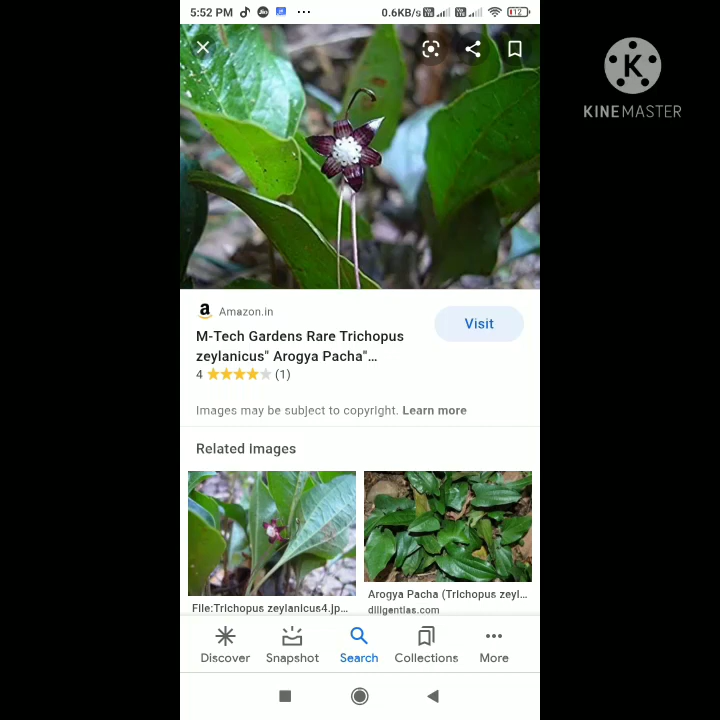 5:52 PM ... 0.6KB/s 12
KINEMASTER
Amazon.in
M-Tech Gardens Rare Trichopus
zeylanicus" Arogya Pacha"...
Visit
4 (1)
Images may be subject to copyright. Learn more
Related Images
File:Trichopus zeylanicus4.jp...
Arogya Pacha (Trichopus zeyl...
diligentias.com
Discover Snapshot Search Collections More